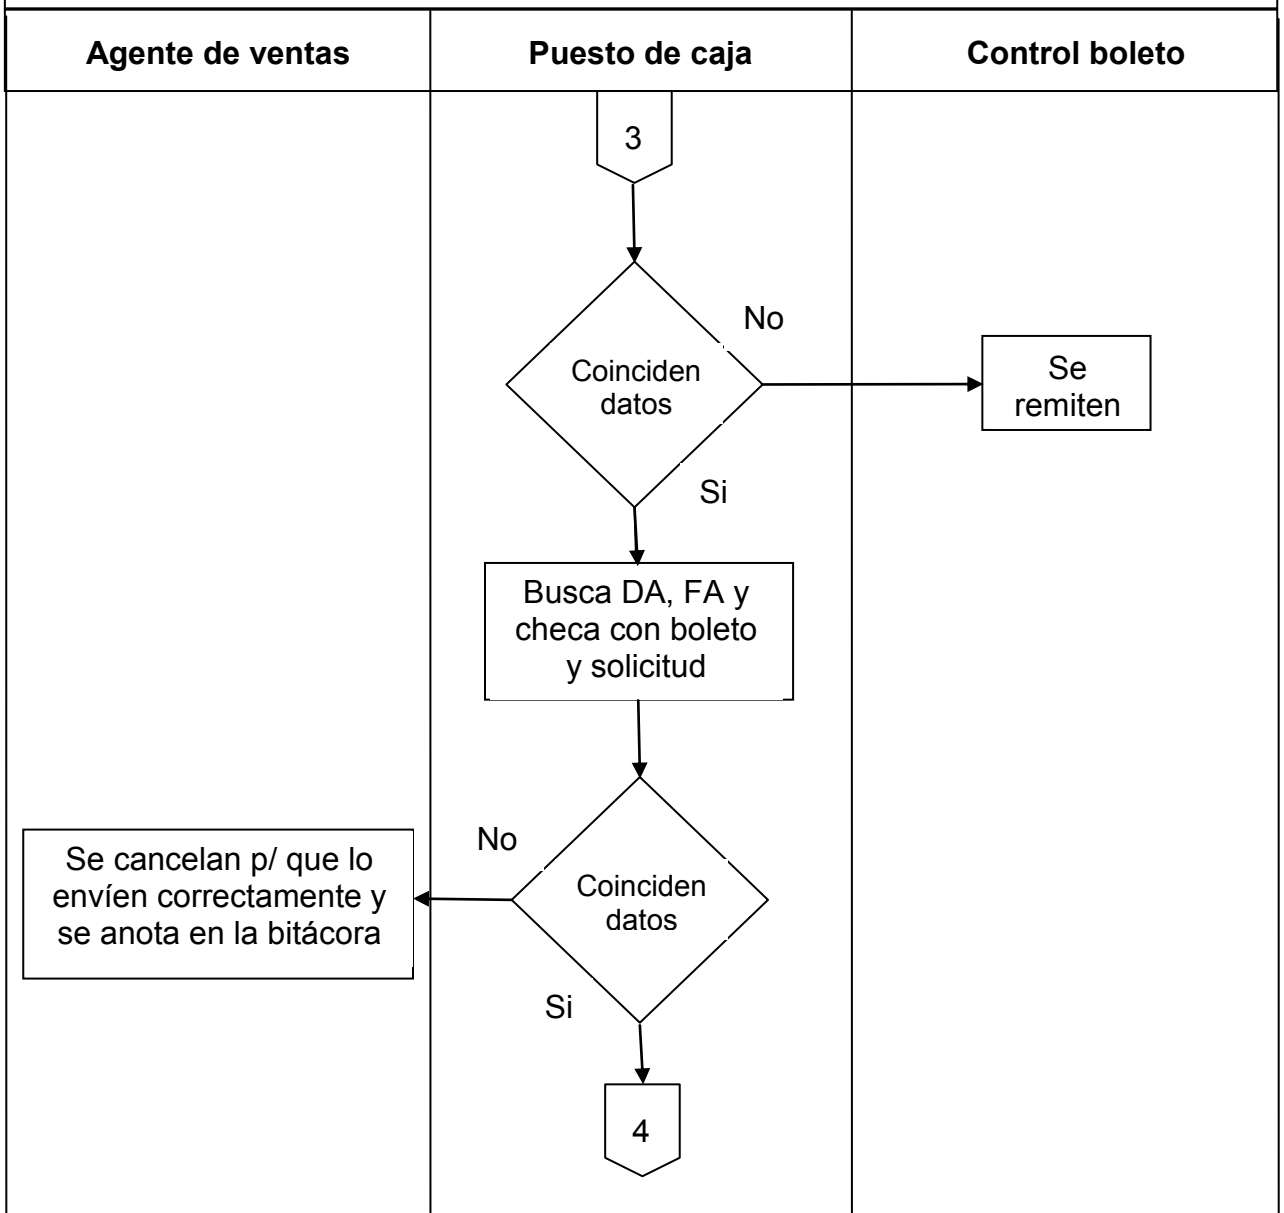 Agente de ventas
Puesto de caja
Control boleto
3
No
Coinciden
datos
Se
remiten
Si
Busca DA, FA y
checa con boleto
y solicitud
No
Coinciden
datos
Se cancelan p/ que lo
envíen correctamente y
se anota en la bitácora
Si
4